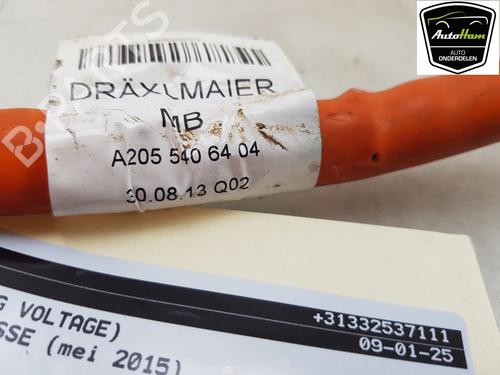 AutoHam
AUTO
ONDERDELEN
B-PARTS
DRÄXLMAIER
MB
A205 540 64 04
30.08.13 Q02
G VOLTAGE)
SSE (mei 2015)
+31332537111
09-01-25